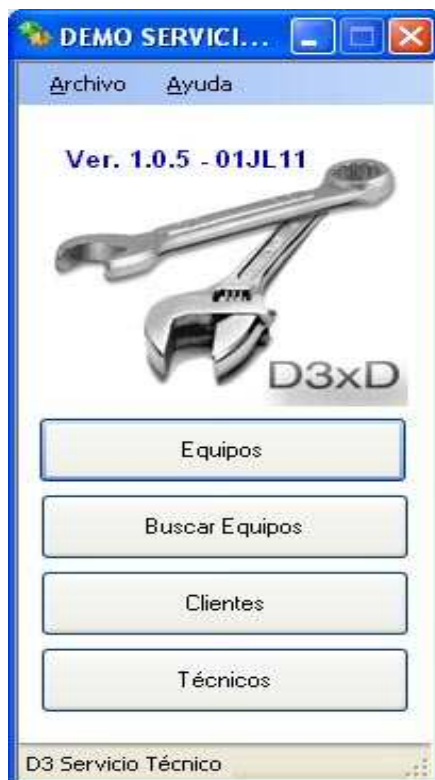 DEMO SERVICI...
Archivo Ayuda
Ver. 1.0.5 - 01JL11
D3xD
Equipos
Buscar Equipos
Clientes
Técnicos
D3 Servicio Técnico